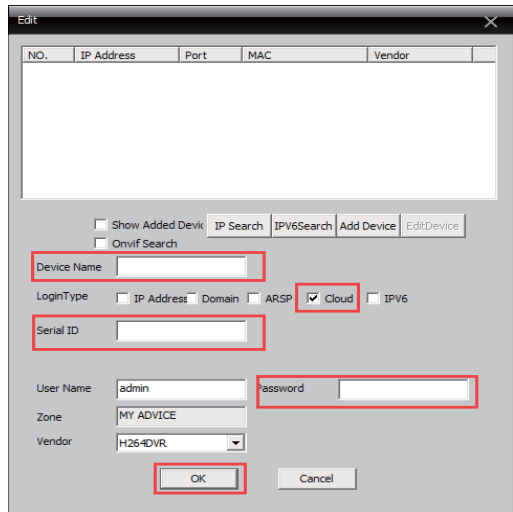 Edit
NO. IP Address Port MAC Vendor
Show Added Devic IP Search IPV6Search Add Device EditDevice
Onvif Search
Device Name
LoginType IP Address Domain ARSP Cloud IPV6
Serial ID
User Name admin Password
Zone MY ADVICE
Vendor H264DVR
OK Cancel